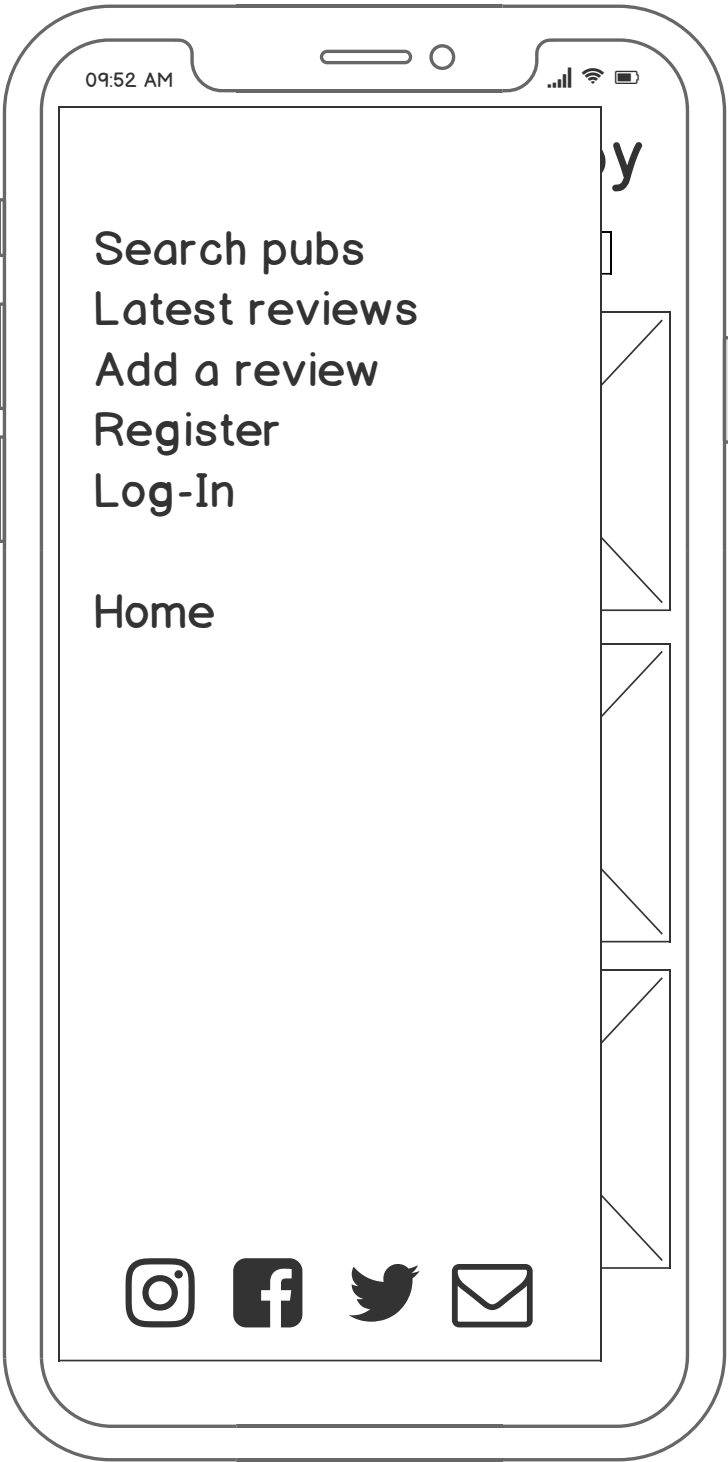 09:52 AM
Search pubs
Latest reviews
Add a review
Register
Log-In
Home